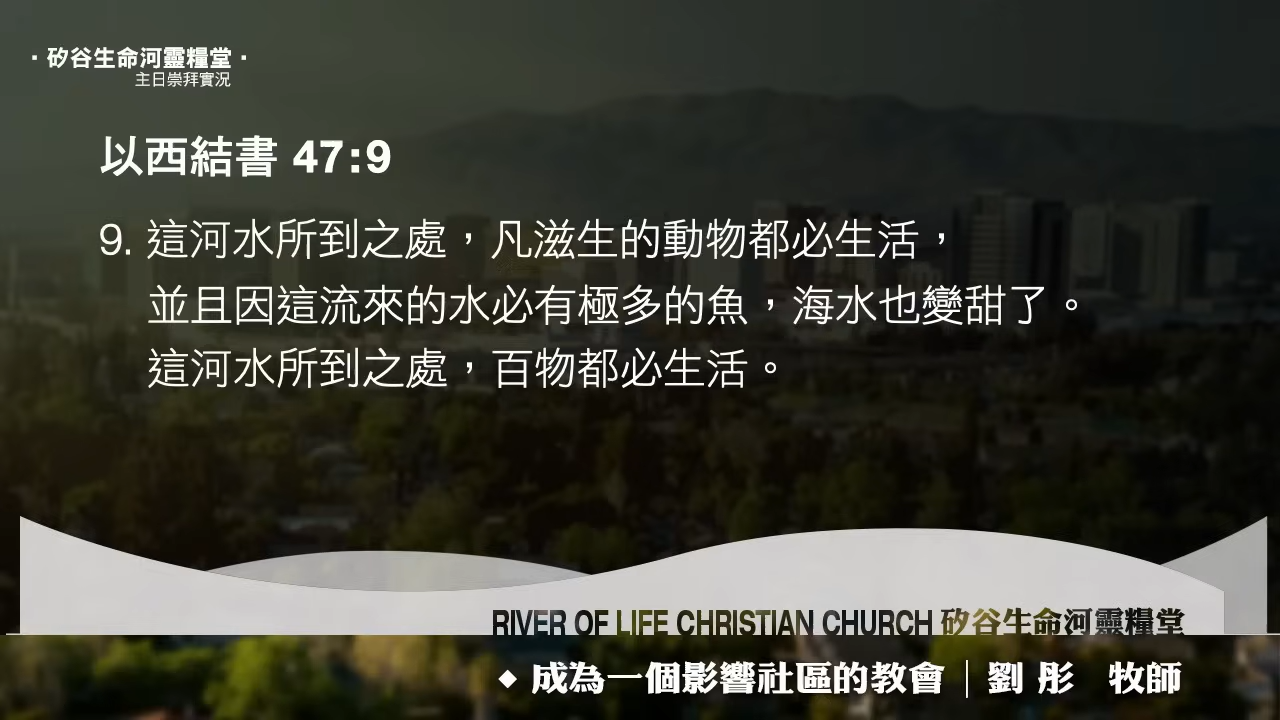 ·矽谷生命河靈糧堂·
主日崇拜實況
以西結書 47:9
9. 這河水所到之處，凡滋生的動物都必生活，
並且因這流來的水必有極多的魚，海水也變甜了。
這河水所到之處，百物都必生活。
RIVER OF LIFE CHRISTIAN CHURCH 矽谷生命河靈糧堂
◆ 成為一個影響社區的教會｜劉 彤 牧師